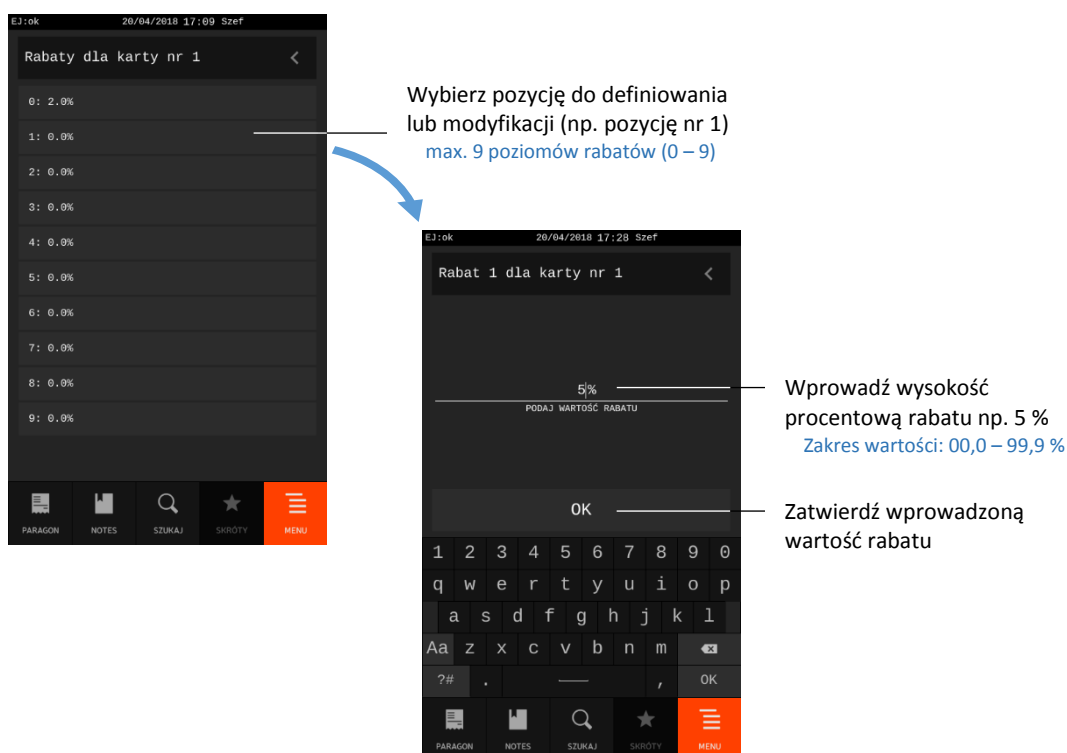 EJ:ok 20/04/2018 17:09 Szef
Rabaty dla karty nr 1
0: 2.0%
1: 0.0%
2: 0.0%
3: 0.0%
4: 0.0%
5: 0.0%
6: 0.0%
7: 0.0%
8: 0.0%
9: 0.0%
PARAGON NOTES SZUKAJ SKRÓTY MENU
Wybierz pozycję do definiowania
lub modyfikacji (np. pozycję nr 1)
max. 9 poziomów rabatów (0 – 9)
EJ:ok 20/04/2018 17:28 Szef
Rabat 1 dla karty nr 1
5%
PODAJ WARTOŚĆ RABATU
OK
1 2 3 4 5 6 7 8 9 0
q w e r t y u i o p
a s d f g h j k l
Aa z x c v b n m
?# . , OK
PARAGON NOTES SZUKAJ SKRÓTY MENU
Wprowadź wysokość
procentową rabatu np. 5 %
Zakres wartości: 00,0 – 99,9 %
Zatwierdź wprowadzoną
wartość rabatu